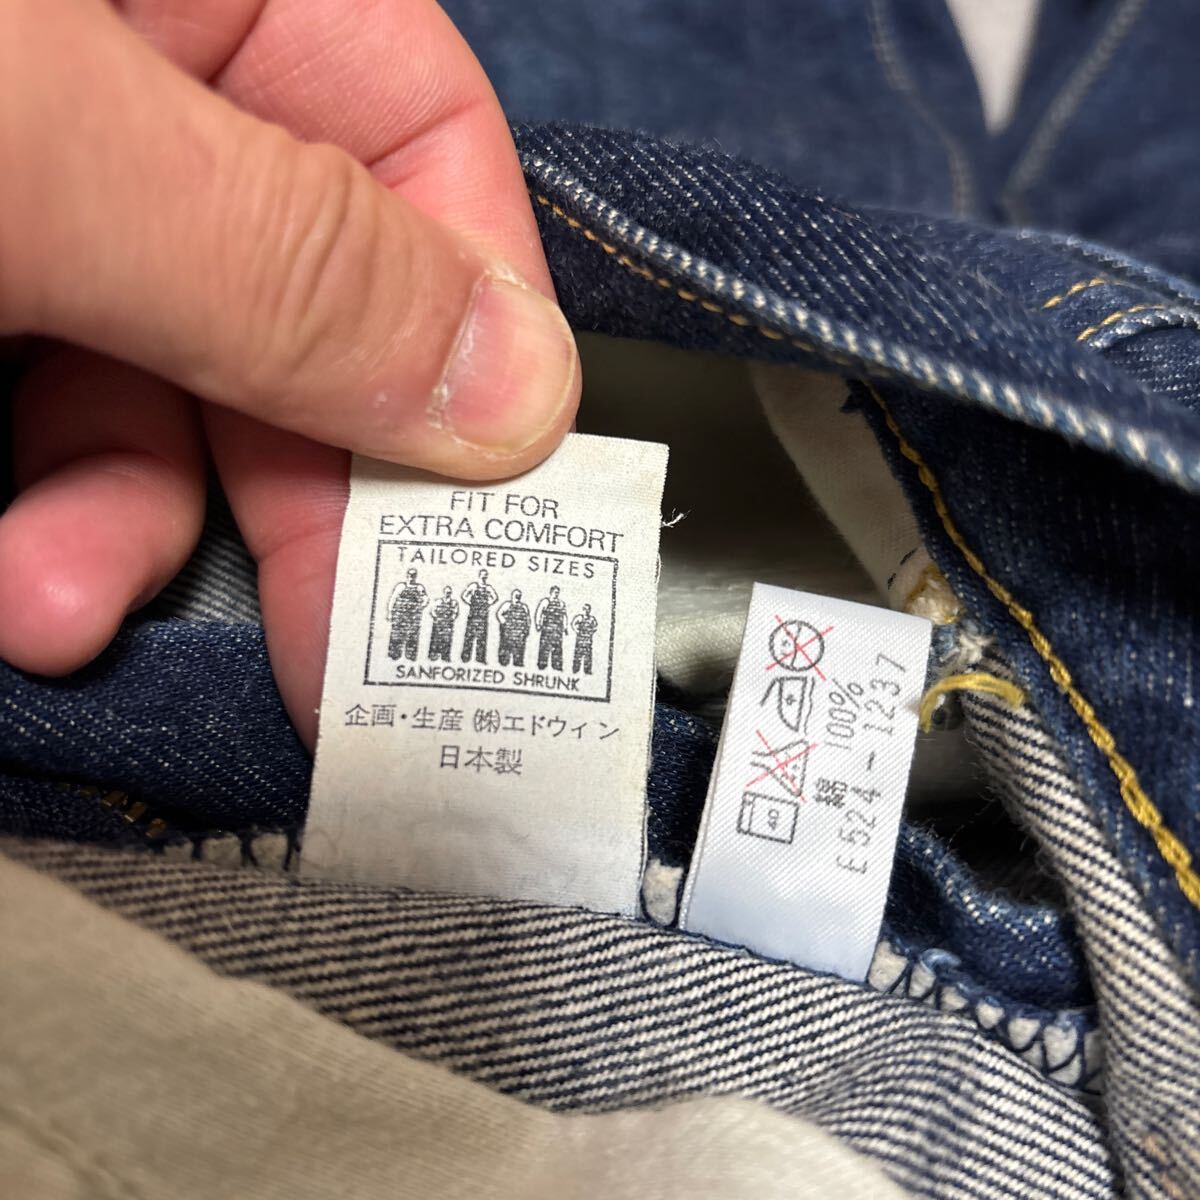 FIT FOR
EXTRA COMFORT
TAILORED SIZES
SANFORIZED SHRUNK
企画・生産 ㈱エドウィン
日本製
40
綿 100%
E524-1237